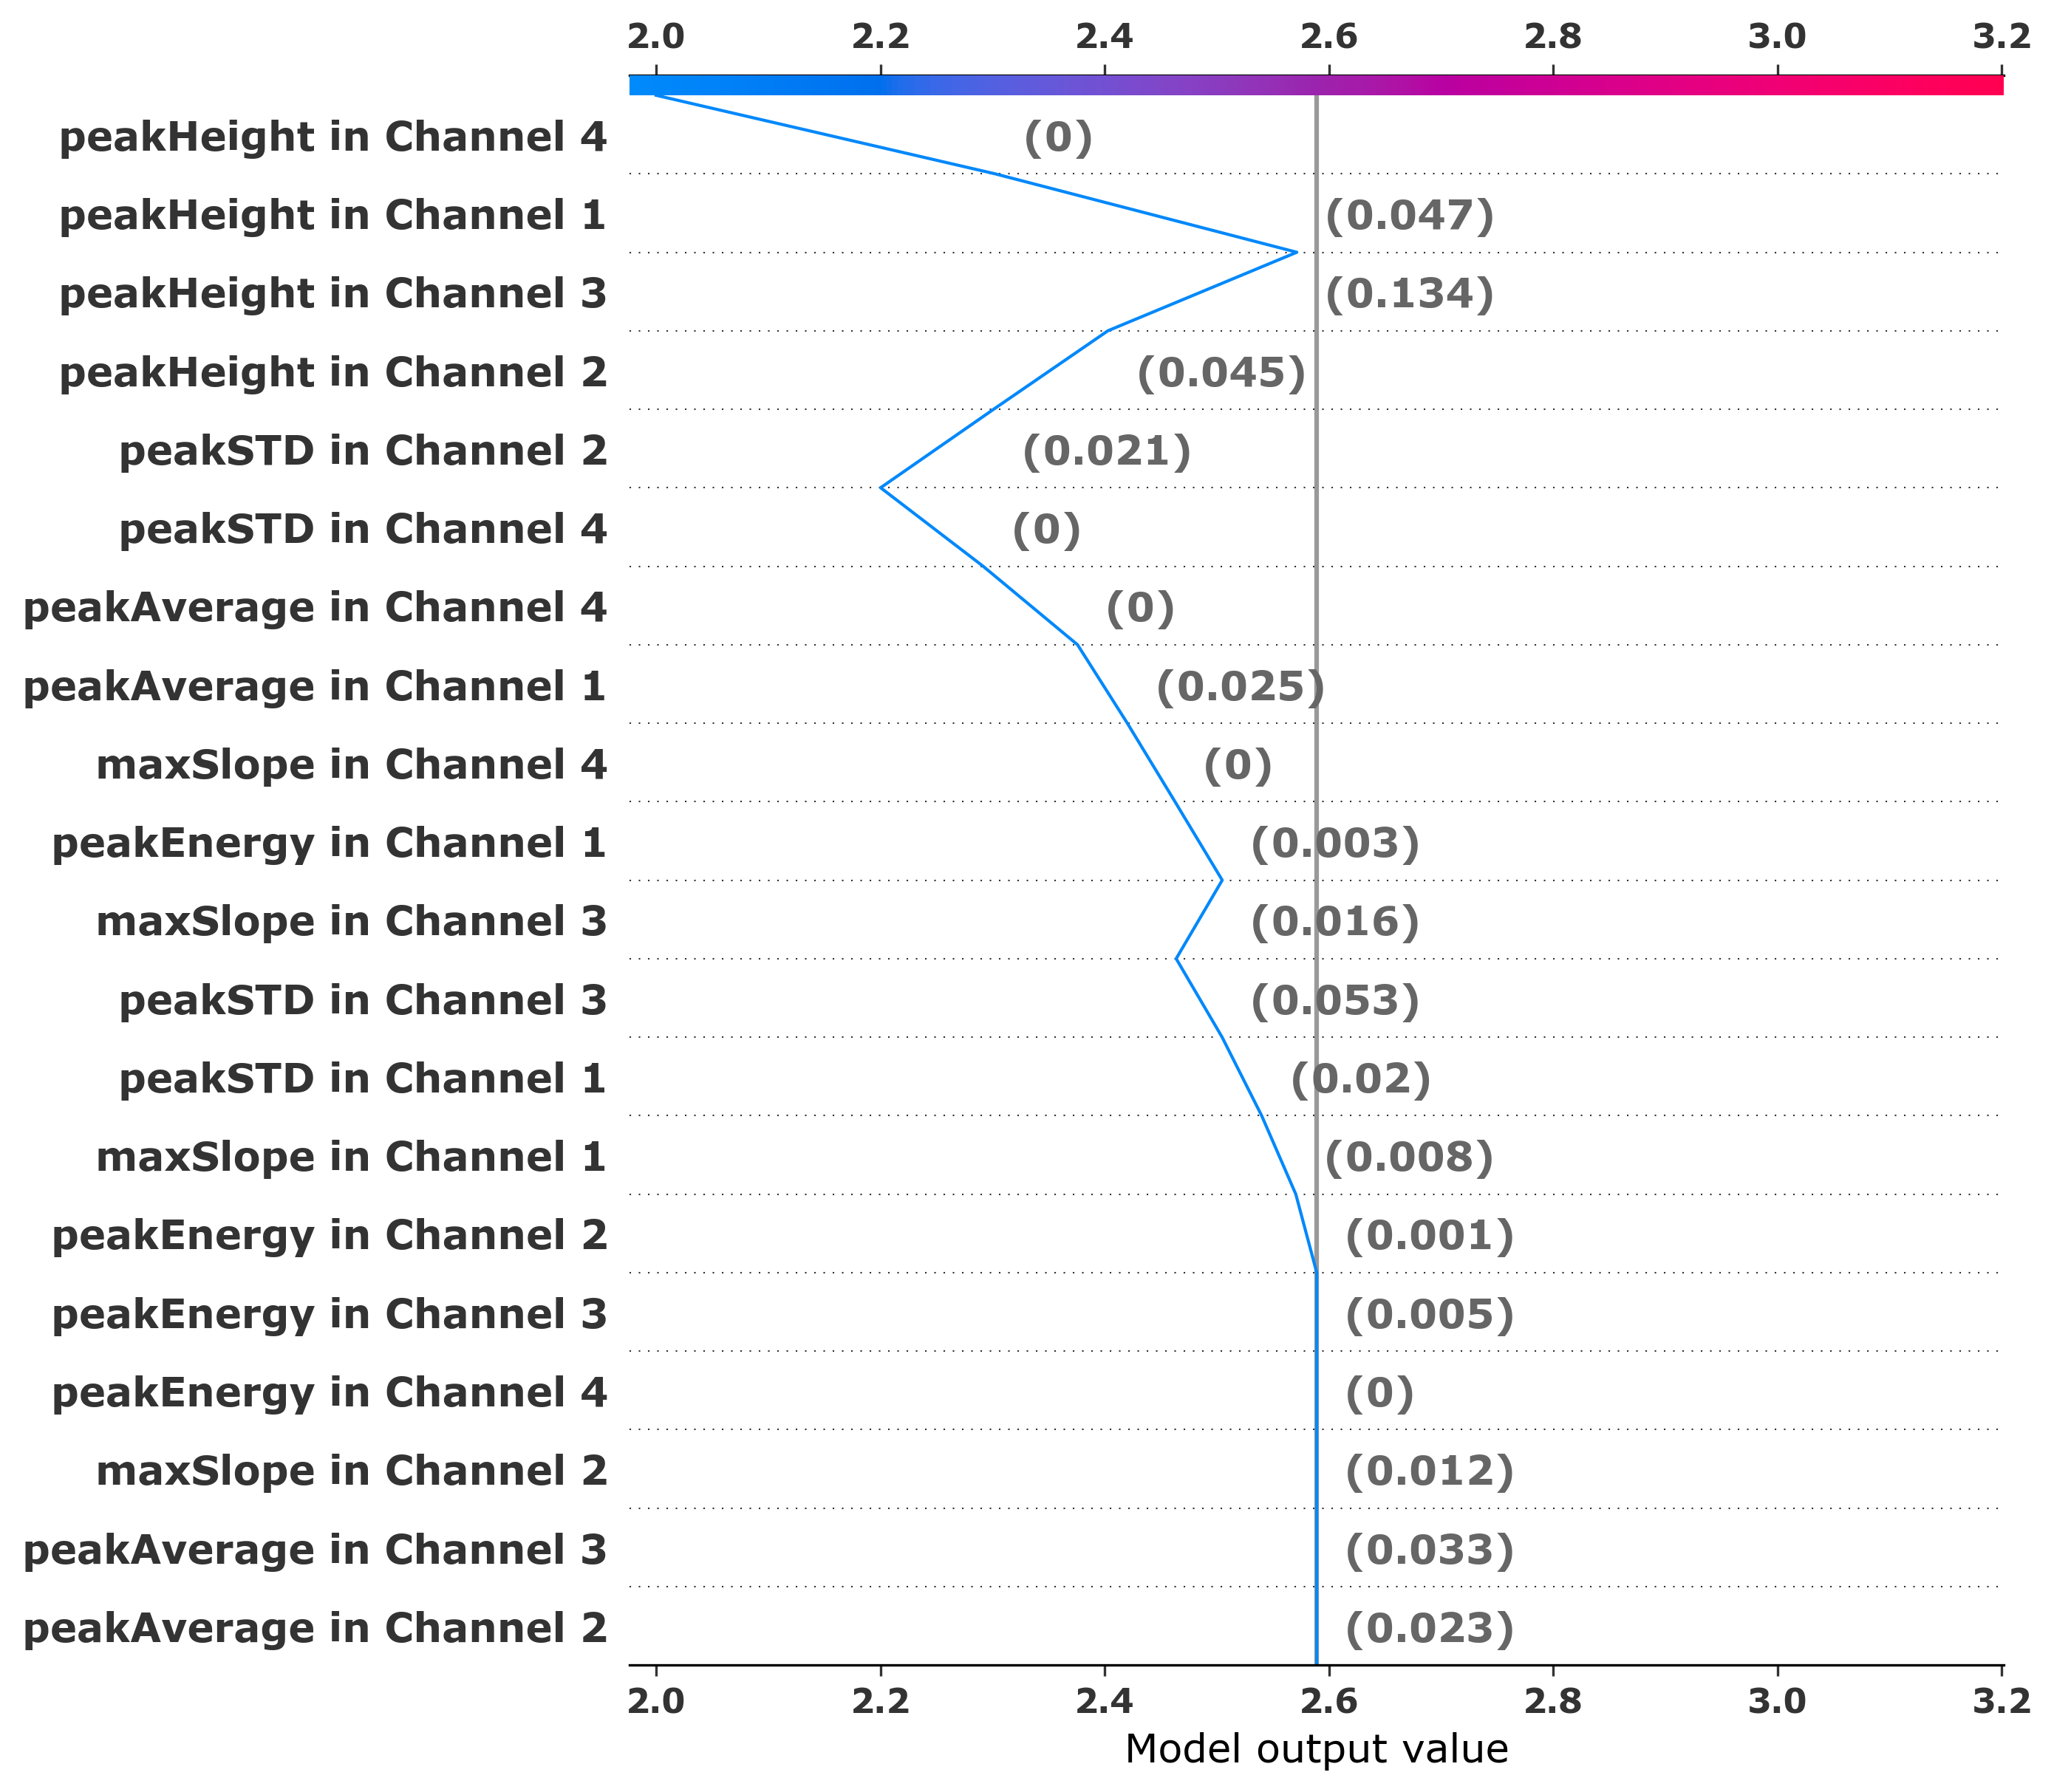 2.0 2.2 2.4 2.6 2.8 3.0 3.2
peakHeight in Channel 4 (0)
peakHeight in Channel 1 (0.047)
peakHeight in Channel 3 (0.134)
peakHeight in Channel 2 (0.045)
peakSTD in Channel 2 (0.021)
peakSTD in Channel 4 (0)
peakAverage in Channel 4 (0)
peakAverage in Channel 1 (0.025)
maxSlope in Channel 4 (0)
peakEnergy in Channel 1 (0.003)
maxSlope in Channel 3 (0.016)
peakSTD in Channel 3 (0.053)
peakSTD in Channel 1 (0.02)
maxSlope in Channel 1 (0.008)
peakEnergy in Channel 2 (0.001)
peakEnergy in Channel 3 (0.005)
peakEnergy in Channel 4 (0)
maxSlope in Channel 2 (0.012)
peakAverage in Channel 3 (0.033)
peakAverage in Channel 2 (0.023)
2.0 2.2 2.4 2.6 2.8 3.0 3.2
Model output value